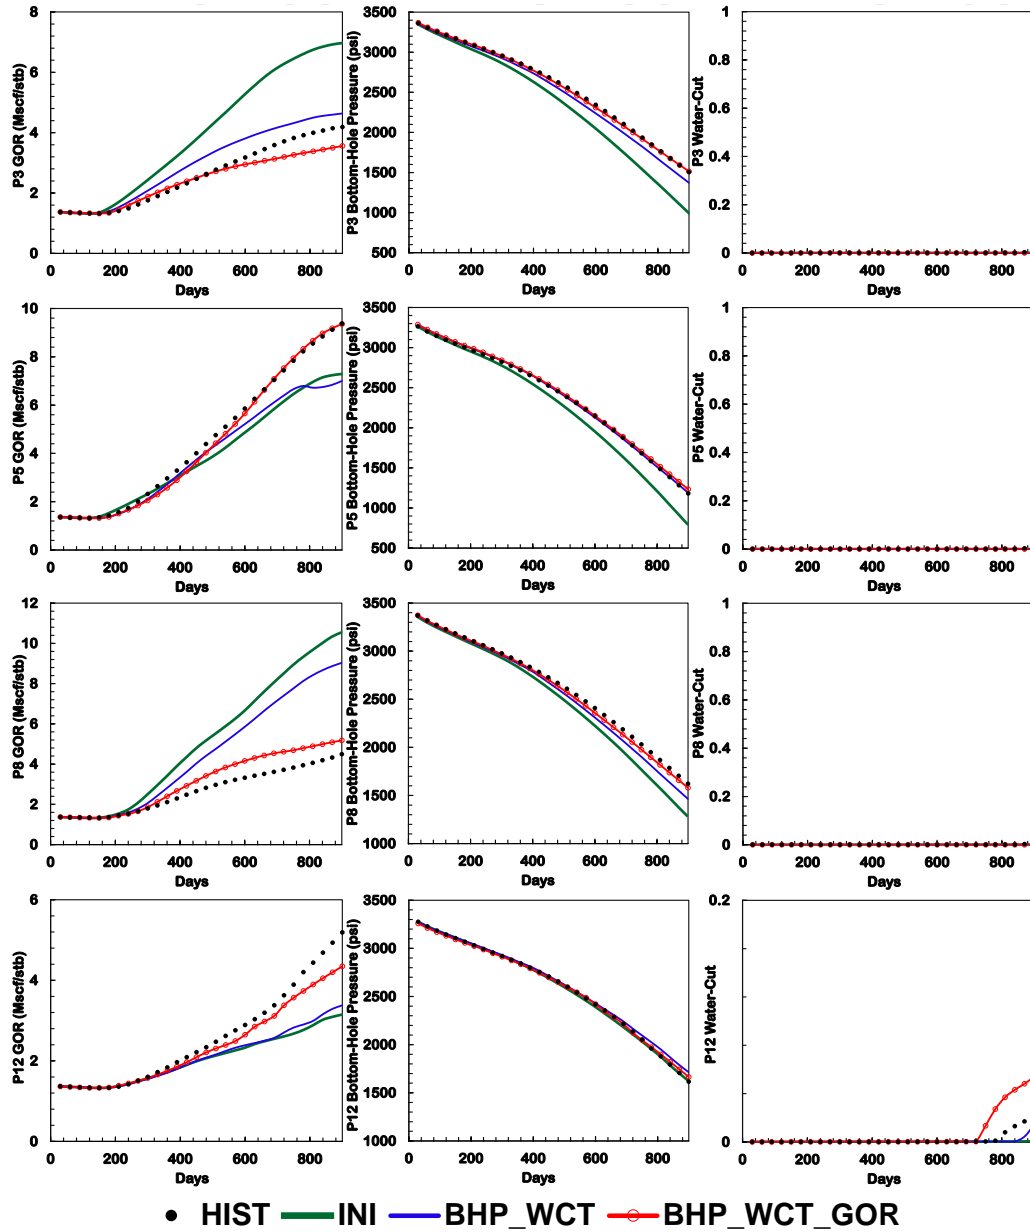 8
6
4
2
0
P3 GOR (Mscf/stb)
0 200 400 600 800
Days
3500
3000
2500
2000
1500
1000
500
P3 Bottom-Hole Pressure (psi)
0 200 400 600 800
Days
1
0.8
0.6
0.4
0.2
0
P3 Water-Cut
0 200 400 600 800
Days
10
8
6
4
2
0
P5 GOR (Mscf/stb)
0 200 400 600 800
Days
3500
3000
2500
2000
1500
1000
500
P5 Bottom-Hole Pressure (psi)
0 200 400 600 800
Days
1
0.8
0.6
0.4
0.2
0
P5 Water-Cut
0 200 400 600 800
Days
12
10
8
6
4
2
0
P8 GOR (Mscf/stb)
0 200 400 600 800
Days
3500
3000
2500
2000
1500
1000
P8 Bottom-Hole Pressure (psi)
0 200 400 600 800
Days
1
0.8
0.6
0.4
0.2
0
P8 Water-Cut
0 200 400 600 800
Days
6
4
2
0
P12 GOR (Mscf/stb)
0 200 400 600 800
Days
3500
3000
2500
2000
1500
1000
P12 Bottom-Hole Pressure (psi)
0 200 400 600 800
Days
0.2
0
P12 Water-Cut
0 200 400 600 800
Days
HIST INI BHP_WCT BHP_WCT_GOR